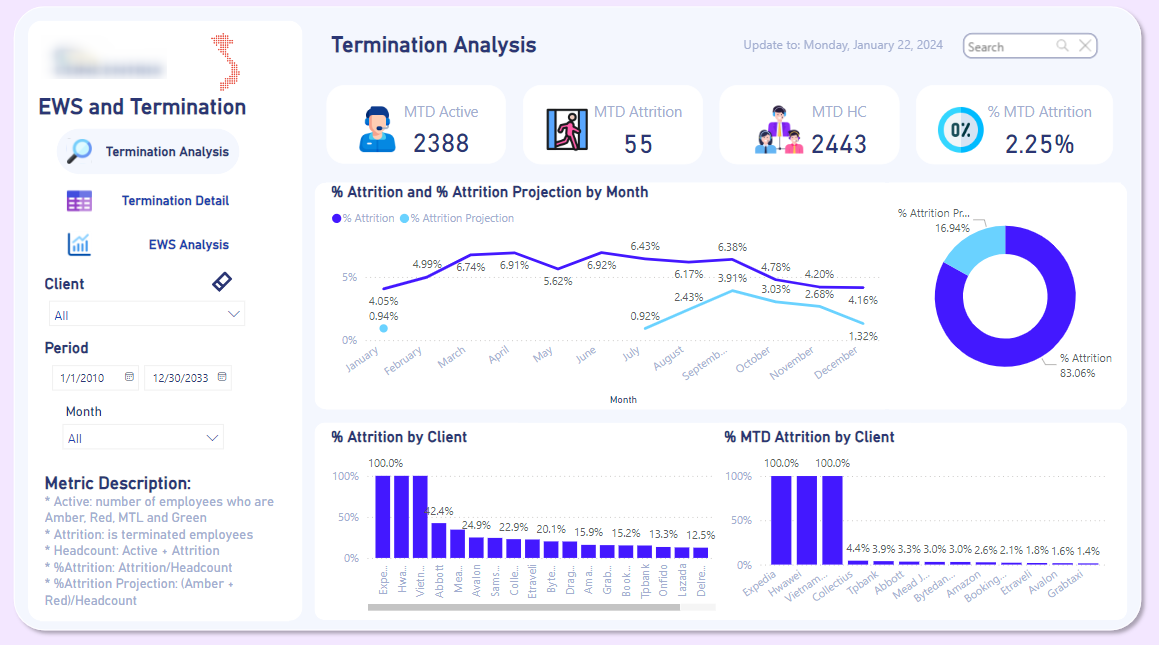 EWS and Termination
Termination Analysis
Termination Detail
EWS Analysis
Client
All
Period
1/1/2010
12/30/2033
Month
All
Metric Description:
* Active: number of employees who are
Amber, Red, MTL and Green
* Attrition: is terminated employees
* Headcount: Active + Attrition
* %Attrition: Attrition/Headcount
* %Attrition Projection: (Amber +
Red)/Headcount
Termination Analysis
Update to: Monday, January 22, 2024
Search
MTD Active
2388
MTD Attrition
55
MTD HC
2443
0%
% MTD Attrition
2.25%
% Attrition and % Attrition Projection by Month
% Attrition % Attrition Projection
5%
0%
4.05%
4.99%
6.74%
6.91%
5.62%
6.92%
6.43%
6.17%
6.38%
4.78%
4.20%
4.16%
0.94%
0.92%
2.43%
3.91%
3.03%
2.68%
1.32%
January
February
March
April
May
June
July
August
Septemb...
October
November
December
Month
% Attrition Pr...
16.94%
% Attrition
83.06%
% Attrition by Client
100%
50%
0%
100.0%
42.4%
24.9%
22.9%
20.1%
15.9%
15.2%
13.3%
12.5%
Expe...
Hwa...
Vietn...
Abbott
Mea...
Avalon
Sams...
Colle...
Etraveli
Byte...
Drag...
Ama...
Grab...
Book...
Tpbank
Onfido
Lazada
Delre...
% MTD Attrition by Client
100%
50%
0%
100.0%
100.0%
4.4%
3.9%
3.3%
3.0%
3.0%
2.6%
2.1%
1.8%
1.6%
1.4%
Expedia
Hwawei
Vietnam...
Collectius
Tpbank
Abbott
Mead J...
Bytedan...
Amazon
Booking...
Etraveli
Avalon
Grabtaxi